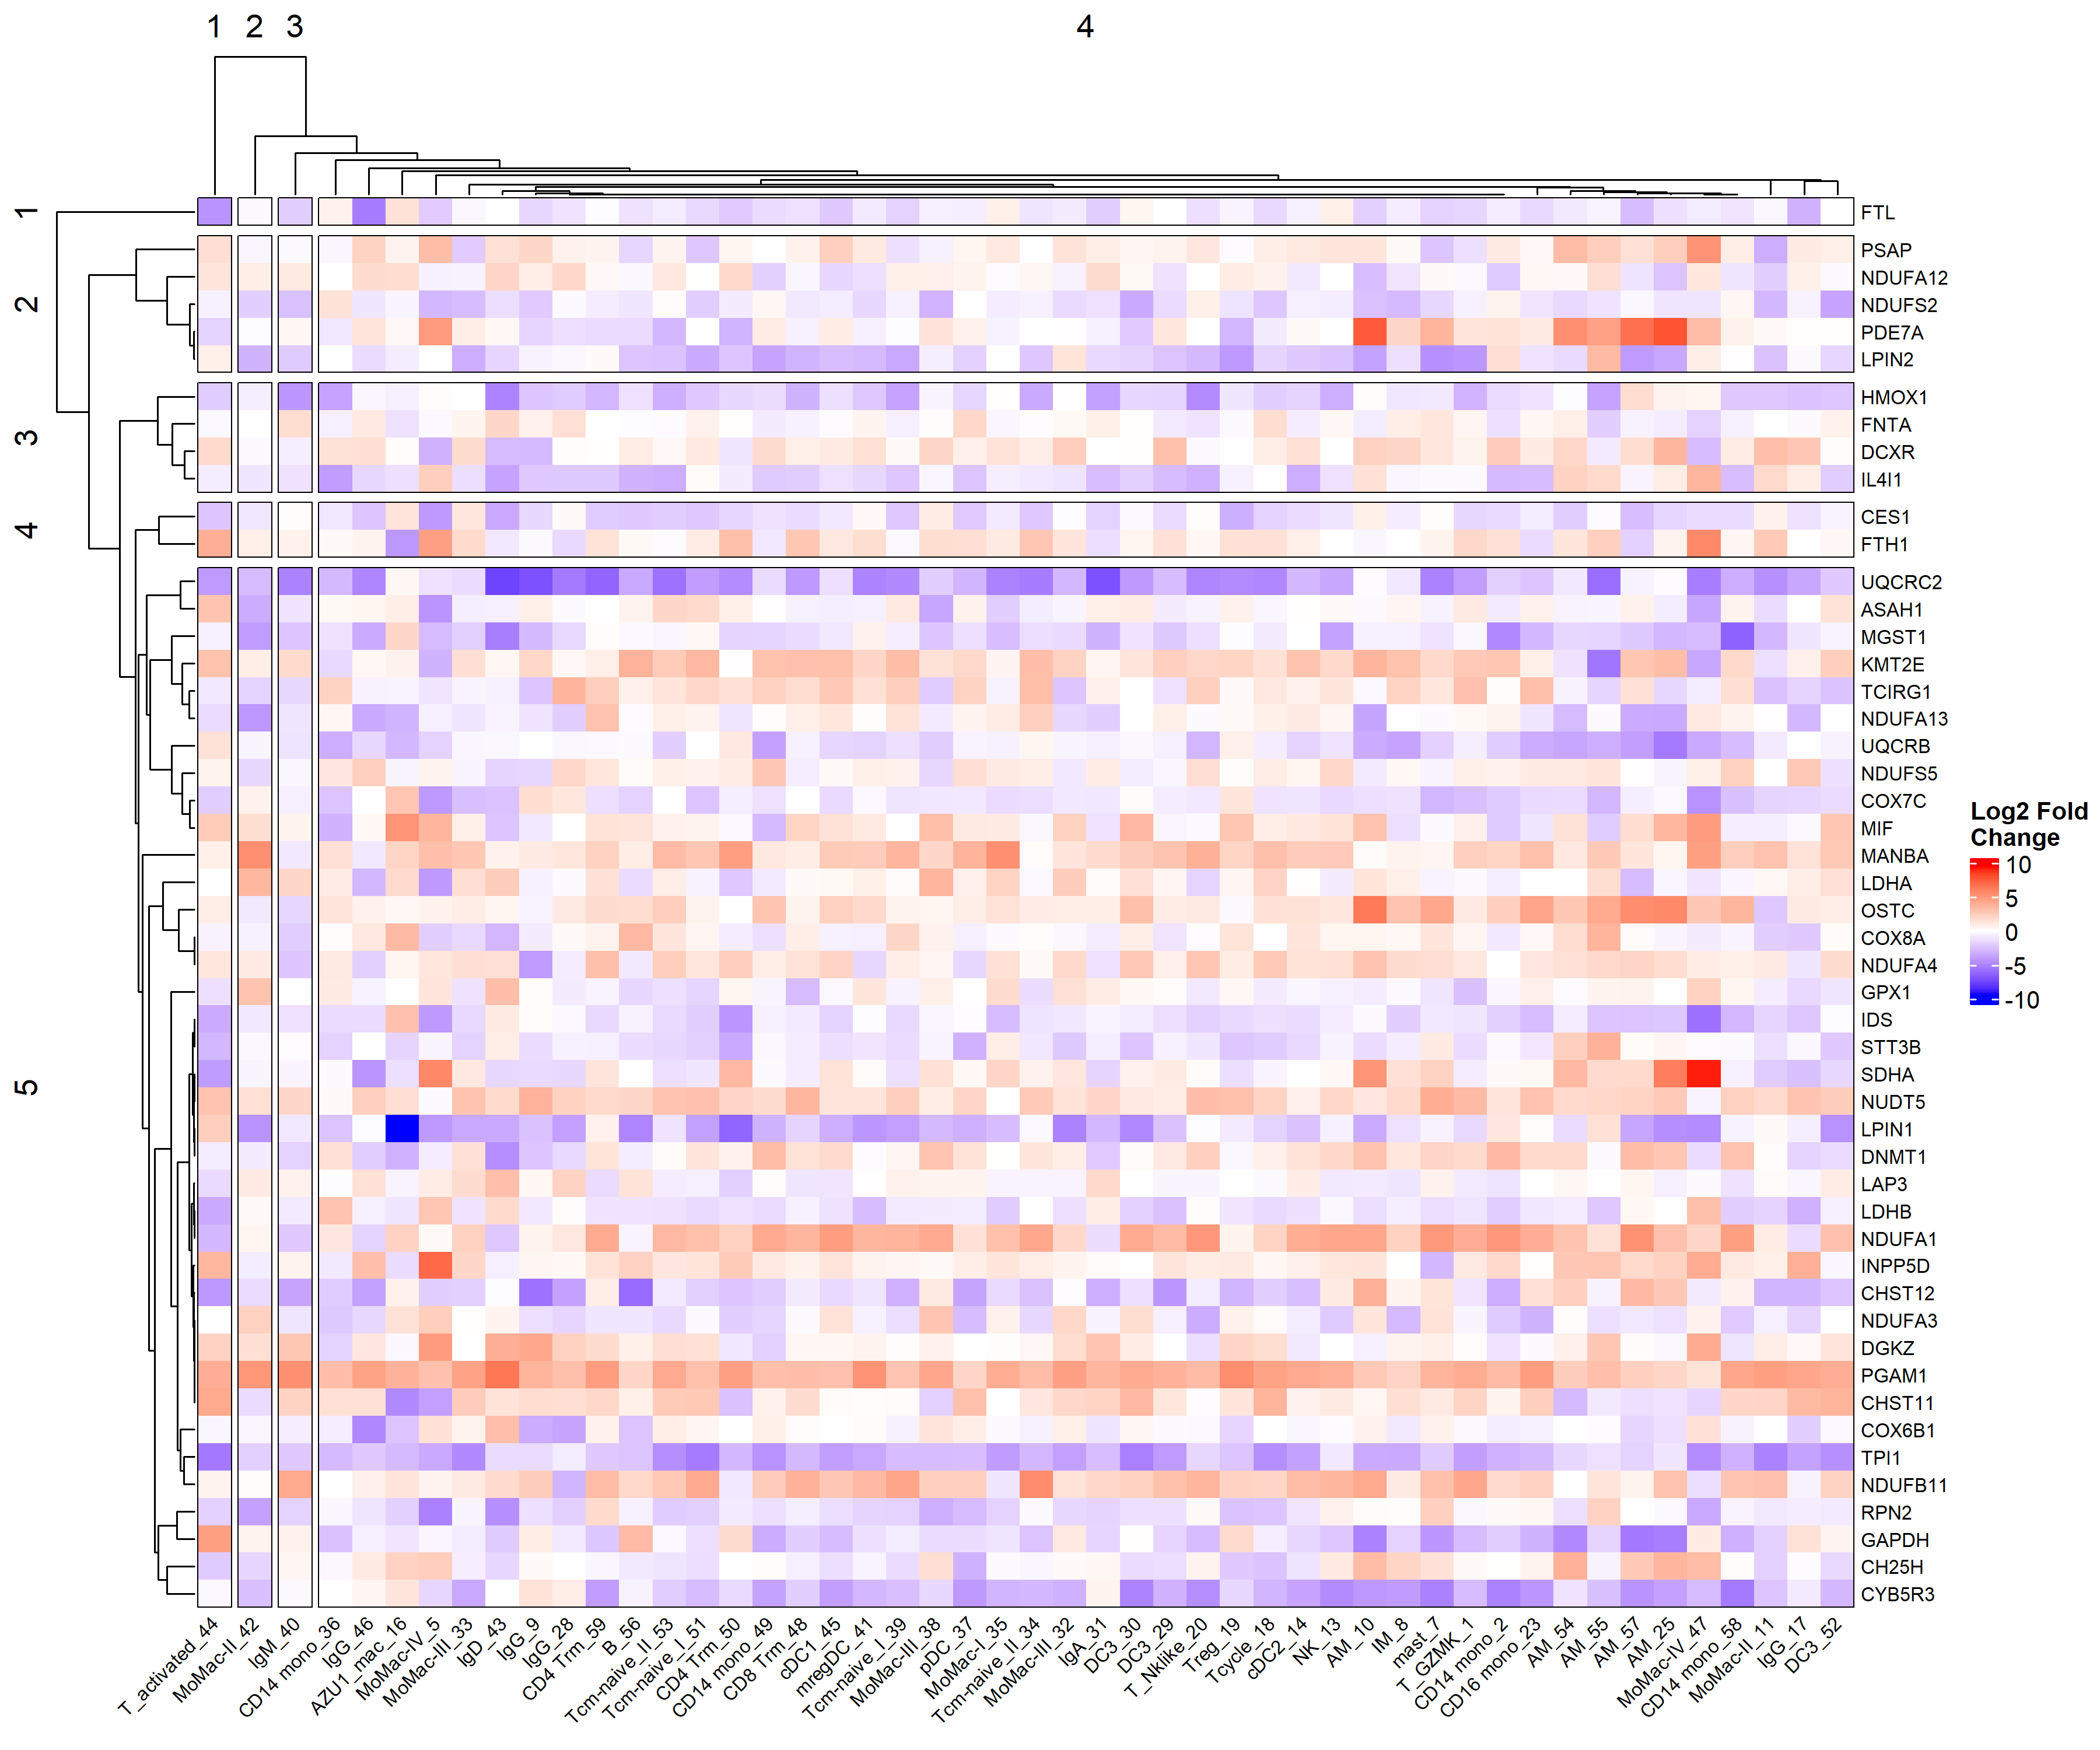 1 2 3 4
1
FTL
2
PSAP
NDUFA12
NDUFS2
PDE7A
LPIN2
3
HMOX1
FNTA
DCXR
IL4I1
4
CES1
FTH1
5
UQCRC2
ASAH1
MGST1
KMT2E
TCIRG1
NDUFA13
UQCRB
NDUFS5
COX7C
MIF
MANBA
LDHA
OSTC
COX8A
NDUFA4
GPX1
IDS
STT3B
SDHA
NUDT5
LPIN1
DNMT1
LAP3
LDHB
NDUFA1
INPP5D
CHST12
NDUFA3
DGKZ
PGAM1
CHST11
COX6B1
TPI1
NDUFB11
RPN2
GAPDH
CH25H
CYB5R3
T_activated_44
MoMac-II_42
IgM_40
CD14 mono_36
IgG_46
AZU1_mac_16
MoMac-IV_5
MoMac-III_33
IgD_43
IgG_9
IgG_28
CD4 Trm_59
B_56
Tcm-naive_II_53
Tcm-naive_I_51
CD4 Trm_50
CD14 mono_49
CD8 Trm_48
cDC1_45
mregDC_41
Tcm-naive_I_39
MoMac-III_38
pDC_37
MoMac-I_35
Tcm-naive_II_34
MoMac-III_32
IgA_31
DC3_30
DC3_29
T_Nklike_20
Treg_19
Tcycle_18
cDC2_14
NK_13
AM_10
IM_8
mast_7
T_GZMK_1
CD14 mono_2
CD16 mono_23
AM_54
AM_55
AM_57
AM_25
MoMac-IV_47
CD14 mono_58
MoMac-II_11
IgG_17
DC3_52
Log2 Fold
Change
10
5
0
-5
-10